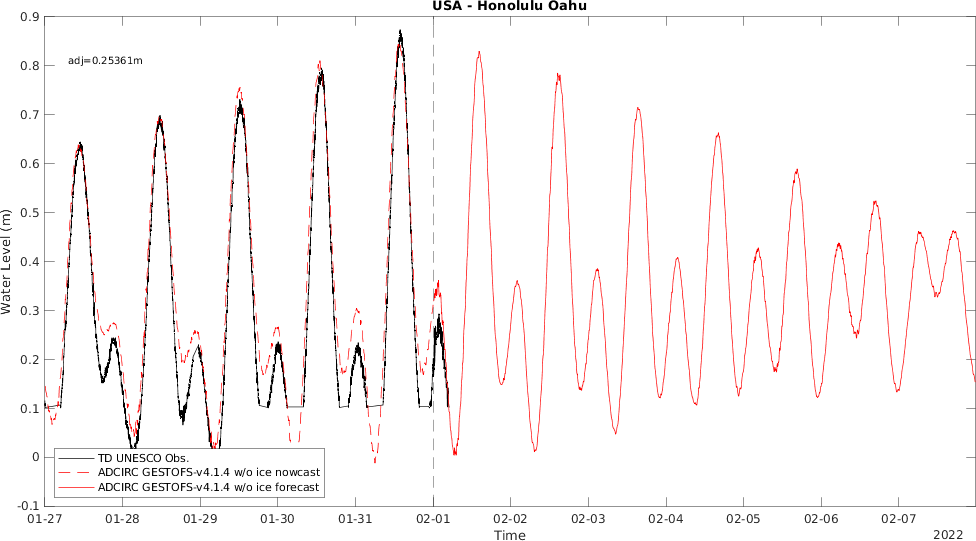 USA - Honolulu Oahu
0.9
0.8
0.7
0.6
0.5
0.4
0.3
0.2
0.1
0
-0.1
Water Level (m)
adj=0.25361m
TD UNESCO Obs.
ADCIRC GESTOFS-v4.1.4 w/o ice nowcast
ADCIRC GESTOFS-v4.1.4 w/o ice forecast
01-27 01-28 01-29 01-30 01-31 02-01 02-02 02-03 02-04 02-05 02-06 02-07
Time
2022